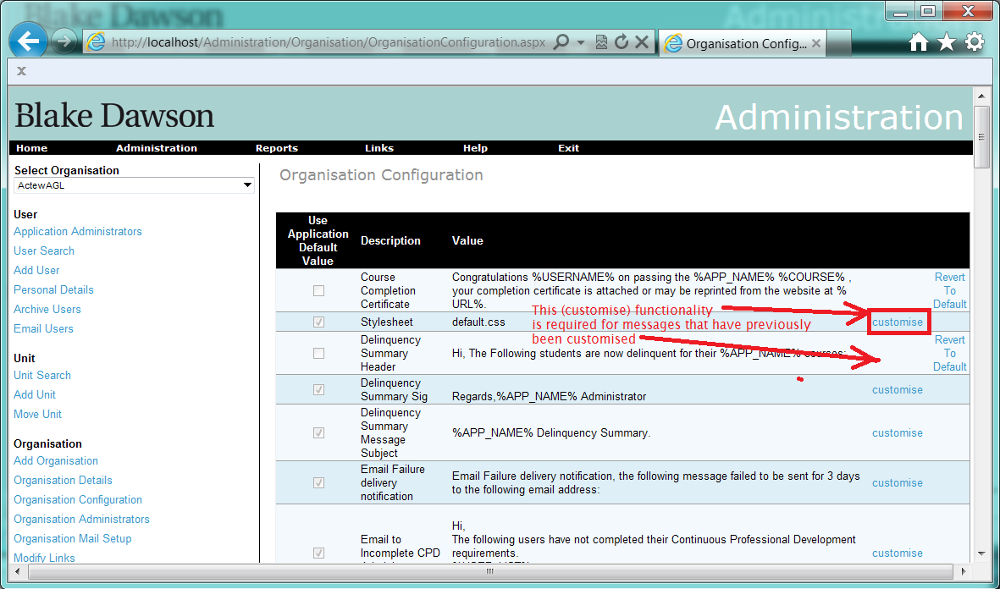 Blake Dawson
Administration
http://localhost/Administration/Organisation/OrganisationConfiguration.aspx
Organisation Config...
X
Blake Dawson
Administration
Home Administration Reports Links Help Exit
Select Organisation
ActewAGL
User
Application Administrators
User Search
Add User
Personal Details
Archive Users
Email Users
Unit
Unit Search
Add Unit
Move Unit
Organisation
Add Organisation
Organisation Details
Organisation Configuration
Organisation Administrators
Organisation Mail Setup
Modify Links
Organisation Configuration
Use
Application
Default
Value
Description
Value
Course
Completion
Certificate
Congratulations %USERNAME% on passing the %APP_NAME% %COURSE% ,
your completion certificate is attached or may be reprinted from the website at %
URL%.
Revert
To
Default
Stylesheet
default.css
customise
This (customise) functionality
is required for messages that have previously
been customised
Delinquency
Summary
Header
Hi, The Following students are now delinquent for their %APP_NAME% courses:
Revert
To
Default
Delinquency
Summary Sig
Regards,%APP_NAME% Administrator
customise
Delinquency
Summary
Message
Subject
%APP_NAME% Delinquency Summary.
customise
Email Failure
delivery
notification
Email Failure delivery notification, the following message failed to be sent for 3 days
to the following email address:
customise
Email to
Incomplete CPD
Hi,
The following users have not completed their Continuous Professional Development
requirements.
customise